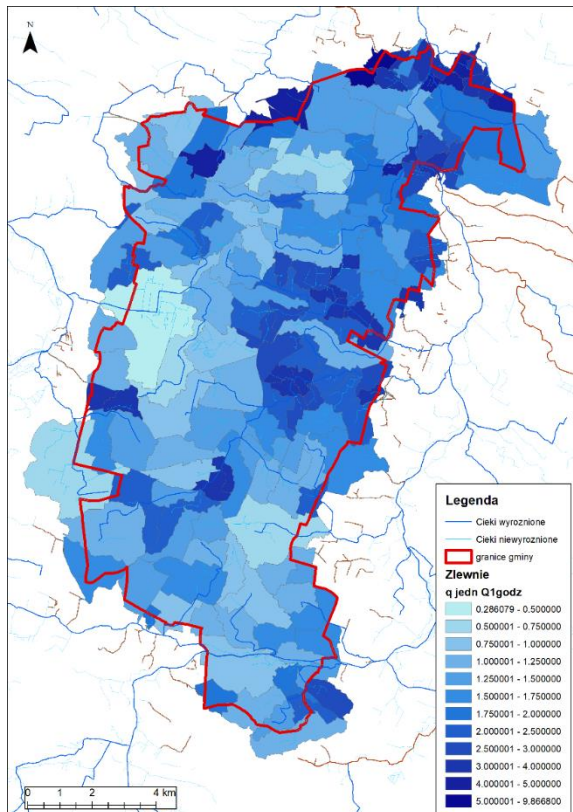 N
Legenda
Cieki wyroznione
Cieki niewyroznione
granice gminy
Zlewnie
q jedn Q1godz
0.286079 - 0.500000
0.500001 - 0.750000
0.750001 - 1.000000
1.000001 - 1.250000
1.250001 - 1.500000
1.500001 - 1.750000
1.750001 - 2.000000
2.000001 - 2.500000
2.500001 - 3.000000
3.000001 - 4.000000
4.000001 - 5.000000
5.000001 - 9.866800
0 1 2 4 km